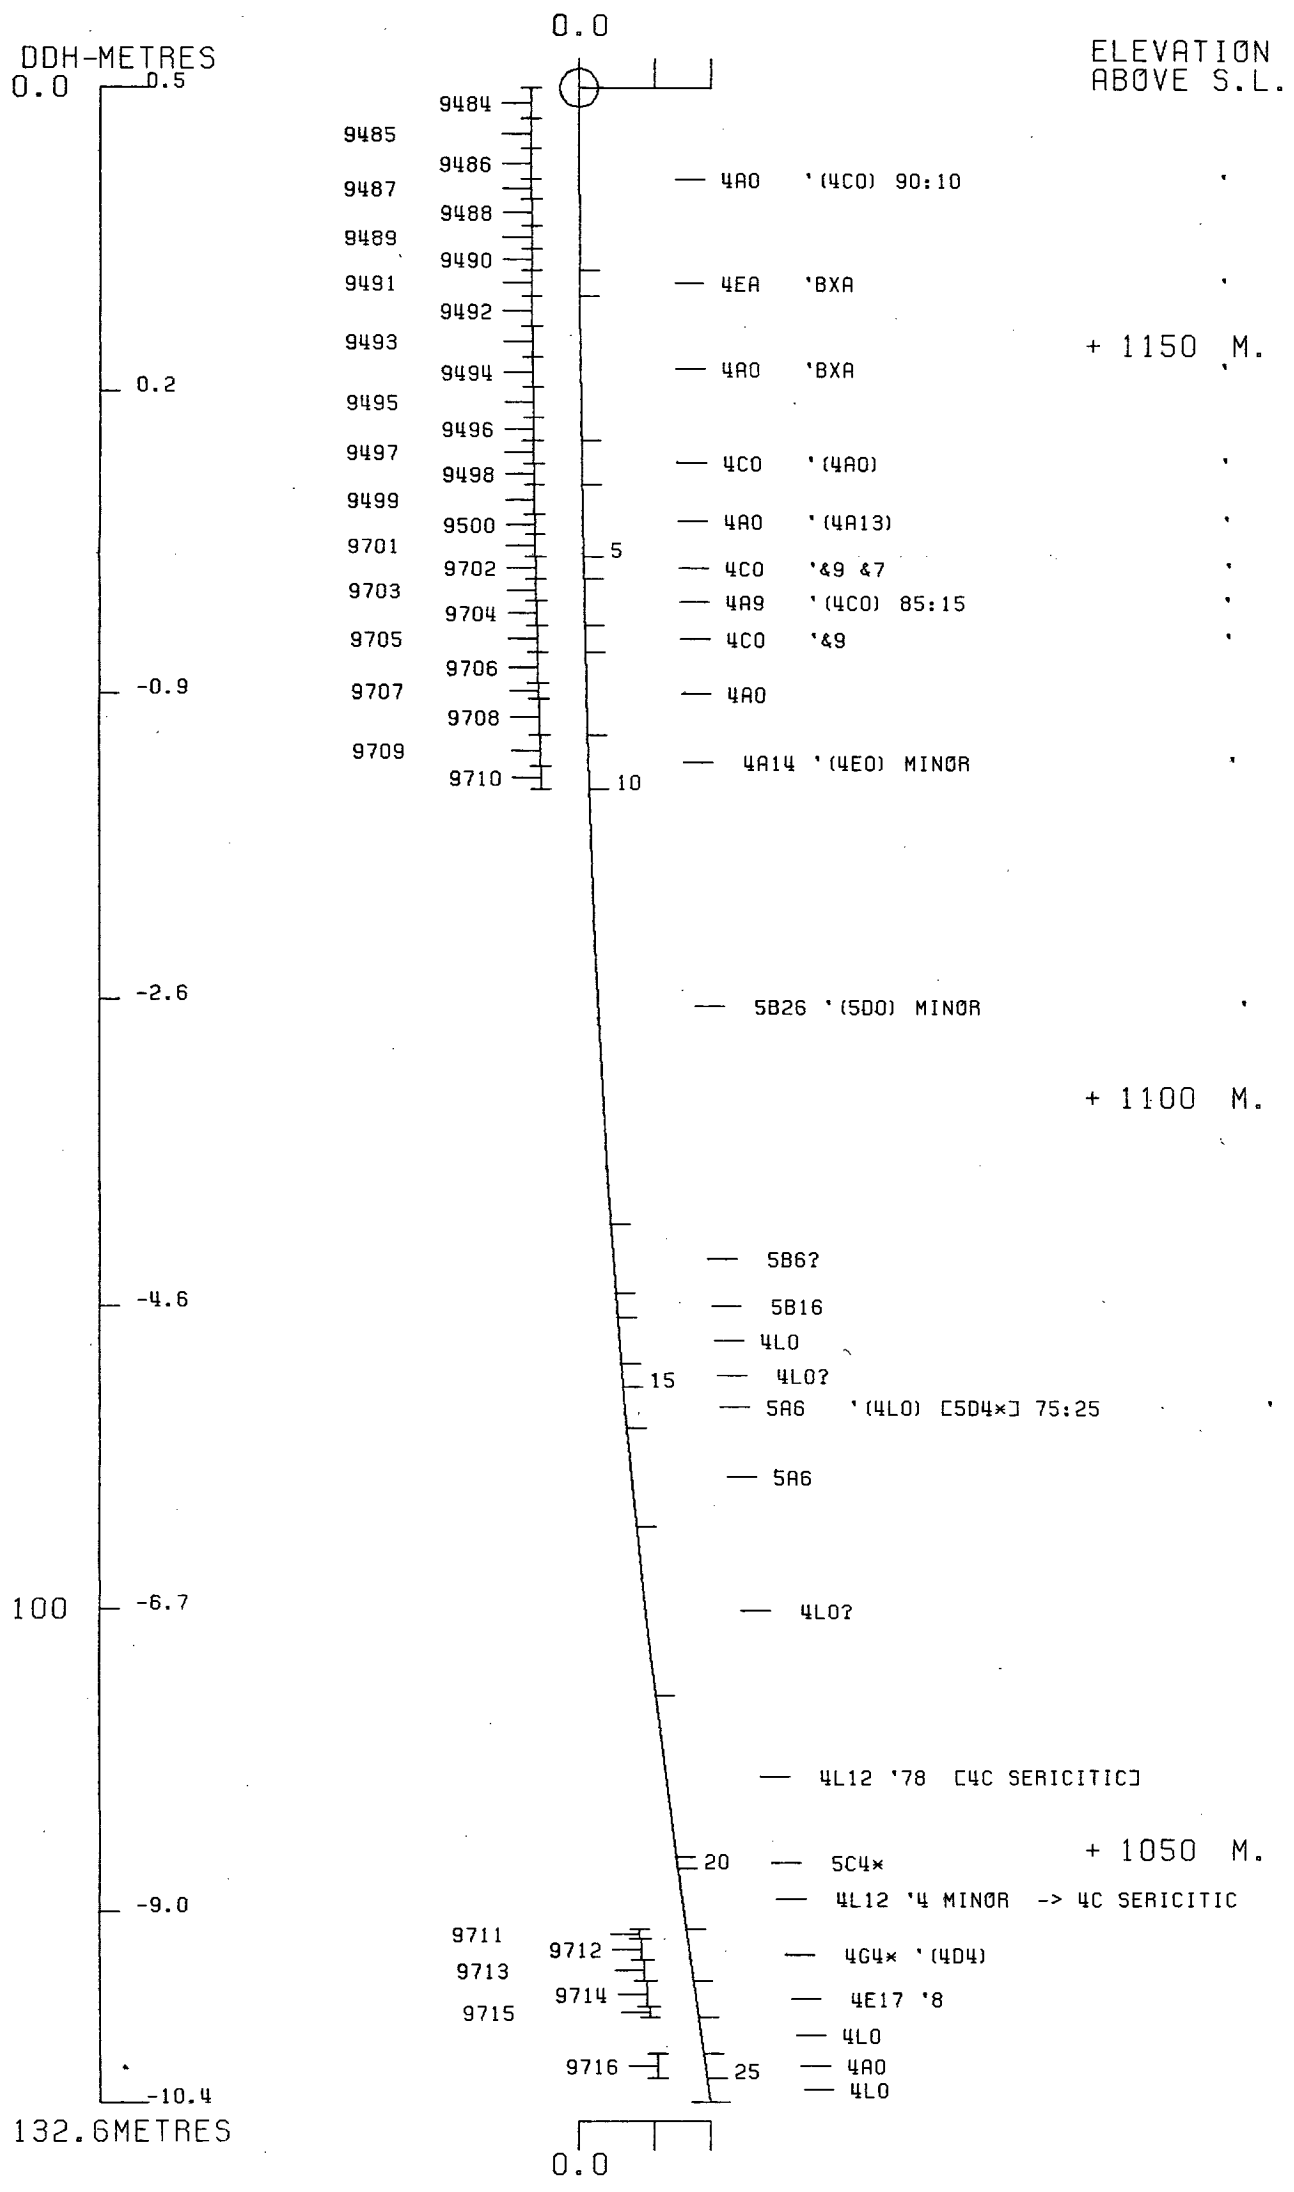 0.0
DDH-METRES
ELEVATION
ABOVE S.L.
0.0 0.5
9484
9485
9486
4A0 '(4C0) 90:10
9487
9488
9489
9490
9491
4EA 'BXA
9492
9493
+ 1150 M.
9494
4A0 'BXA
0.2
9495
9496
9497
4C0 '(4A0)
9498
9499
9500
4A0 '(4A13)
9701
5
9702
4C0 '&9 &7
9703
4A9 '(4C0) 85:15
9704
9705
4C0 '&9
9706
-0.9
9707
4A0
9708
9709
4A14 '(4E0) MINØR
9710
10
-2.6
5B26 '(5D0) MINØR
+ 1100 M.
5B6?
-4.6
5B16
4L0
4L0?
15
5A6 '(4L0) [5D4*] 75:25
5A6
100 -6.7
4L0?
4L12 '78 [4C SERICITIC]
+ 1050 M.
20
5C4*
4L12 '4 MINØR -> 4C SERICITIC
-9.0
9711
9712
4G4* '(4D4)
9713
9714
4E17 '8
9715
4L0
9716
4A0
25
4L0
-10.4
132.6METRES
0.0